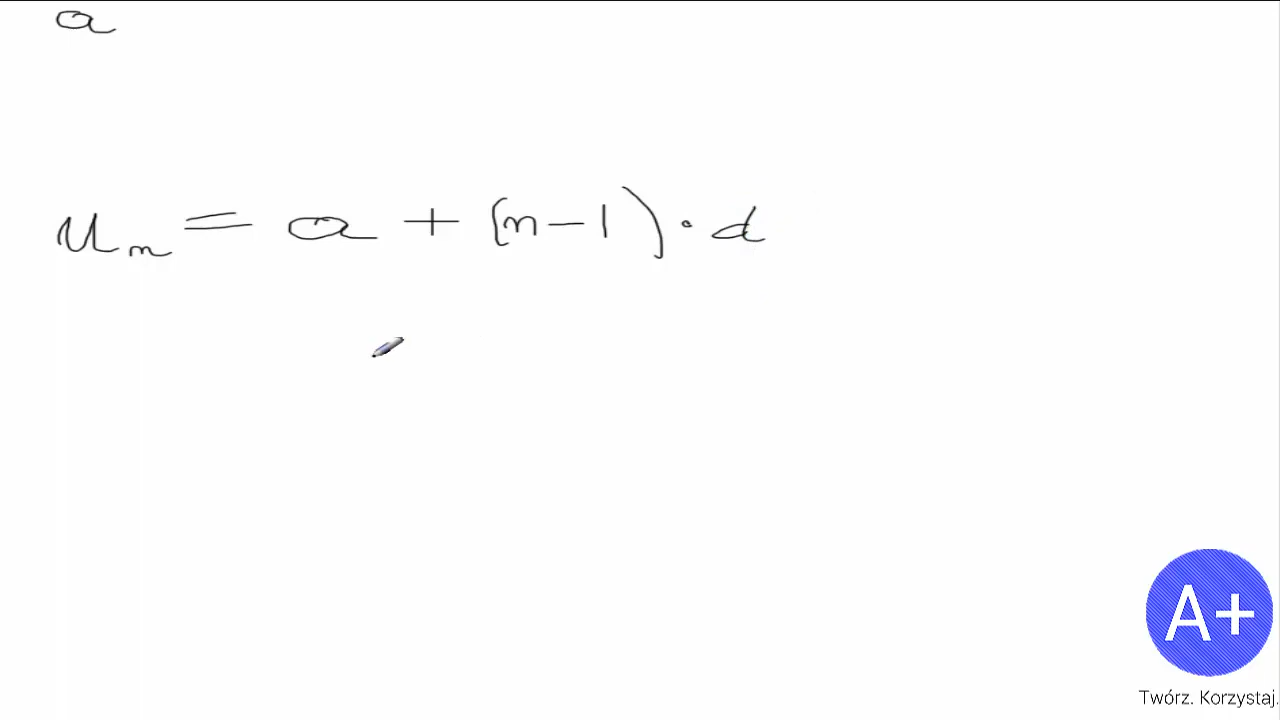 a
uₙ = a + (n-1)·d
A+
Twórz. Korzystaj.